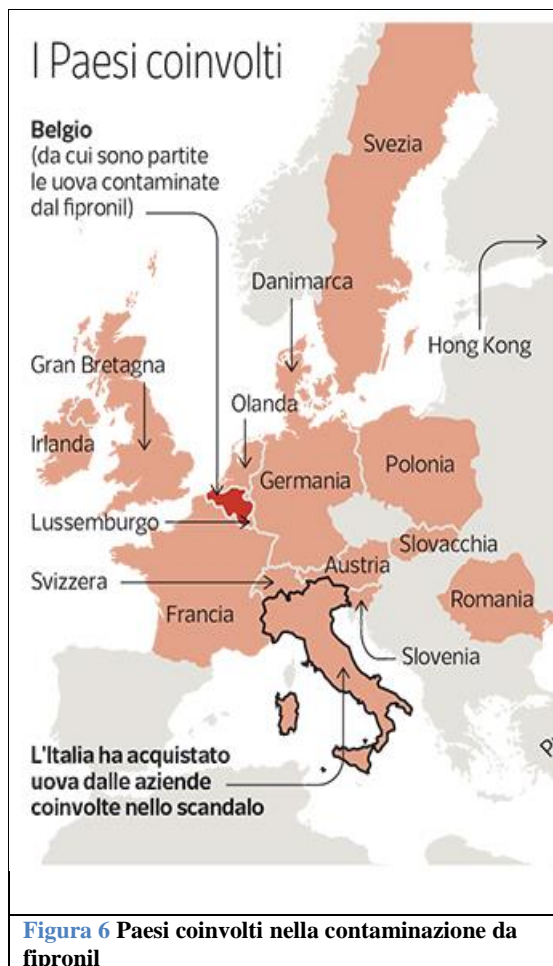 I Paesi coinvolti
Belgio
(da cui sono partite
le uova contaminate
dal fipronil)
Svezia
Danimarca
Hong Kong
Gran Bretagna
Olanda
Irlanda
Germania
Polonia
Lussemburgo
Slovacchia
Austria
Svizzera
Romania
Francia
Slovenia
L'Italia ha acquistato
uova dalle aziende
coinvolte nello scandalo
Figura 6 Paesi coinvolti nella contaminazione da
fipronil